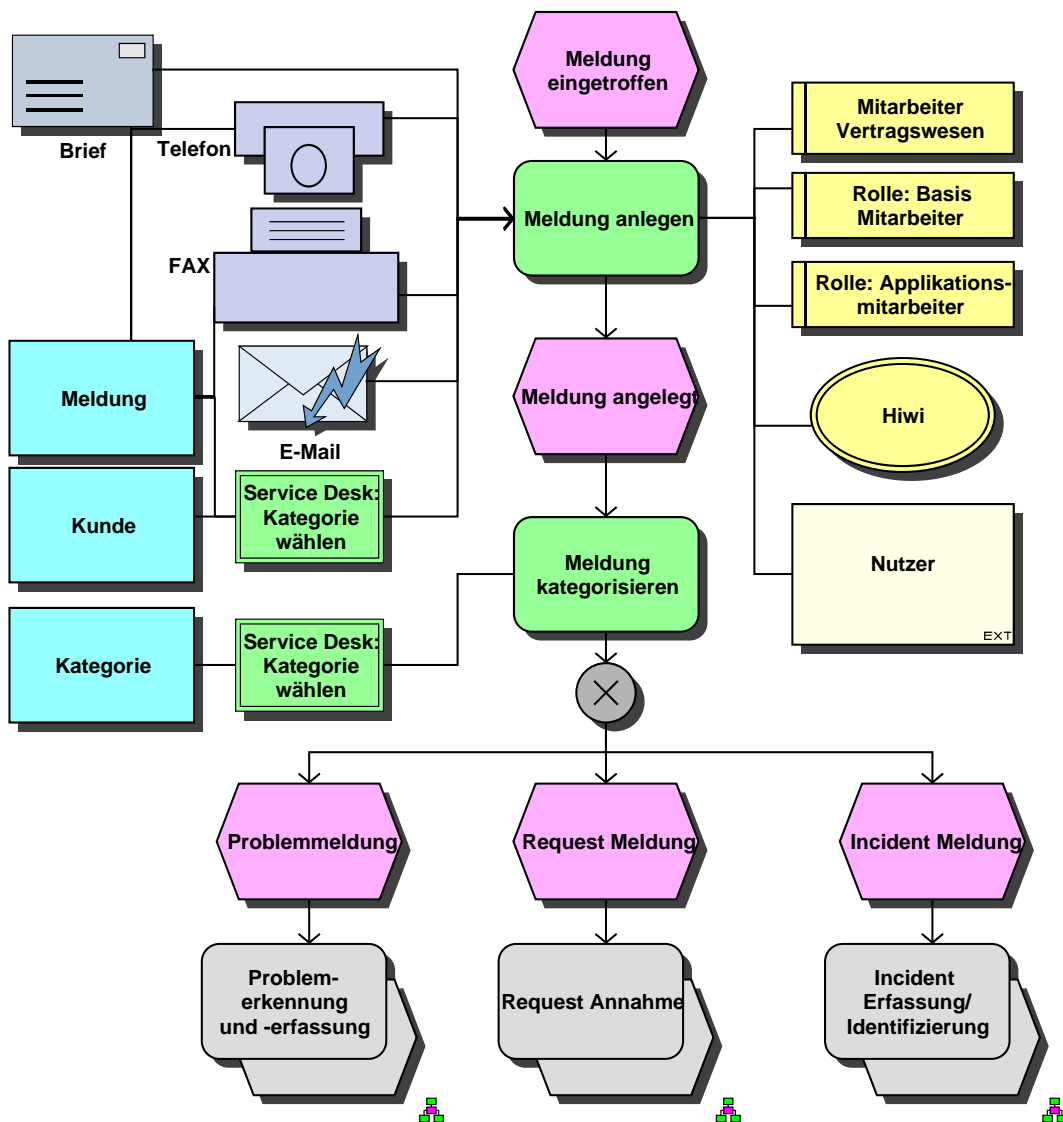 Meldung
eingetroffen
Brief
Telefon
Mitarbeiter
Vertragswesen
Meldung anlegen
Rolle: Basis
Mitarbeiter
FAX
Rolle: Applikations-
mitarbeiter
Meldung
Meldung angelegt
E-Mail
Hiwi
Kunde
Service Desk:
Kategorie
wählen
Meldung
kategorisieren
Nutzer
EXT
Kategorie
Service Desk:
Kategorie
wählen
Problemmeldung
Request Meldung
Incident Meldung
Problem-
erkennung
und -erfassung
Request Annahme
Incident
Erfassung/
Identifizierung